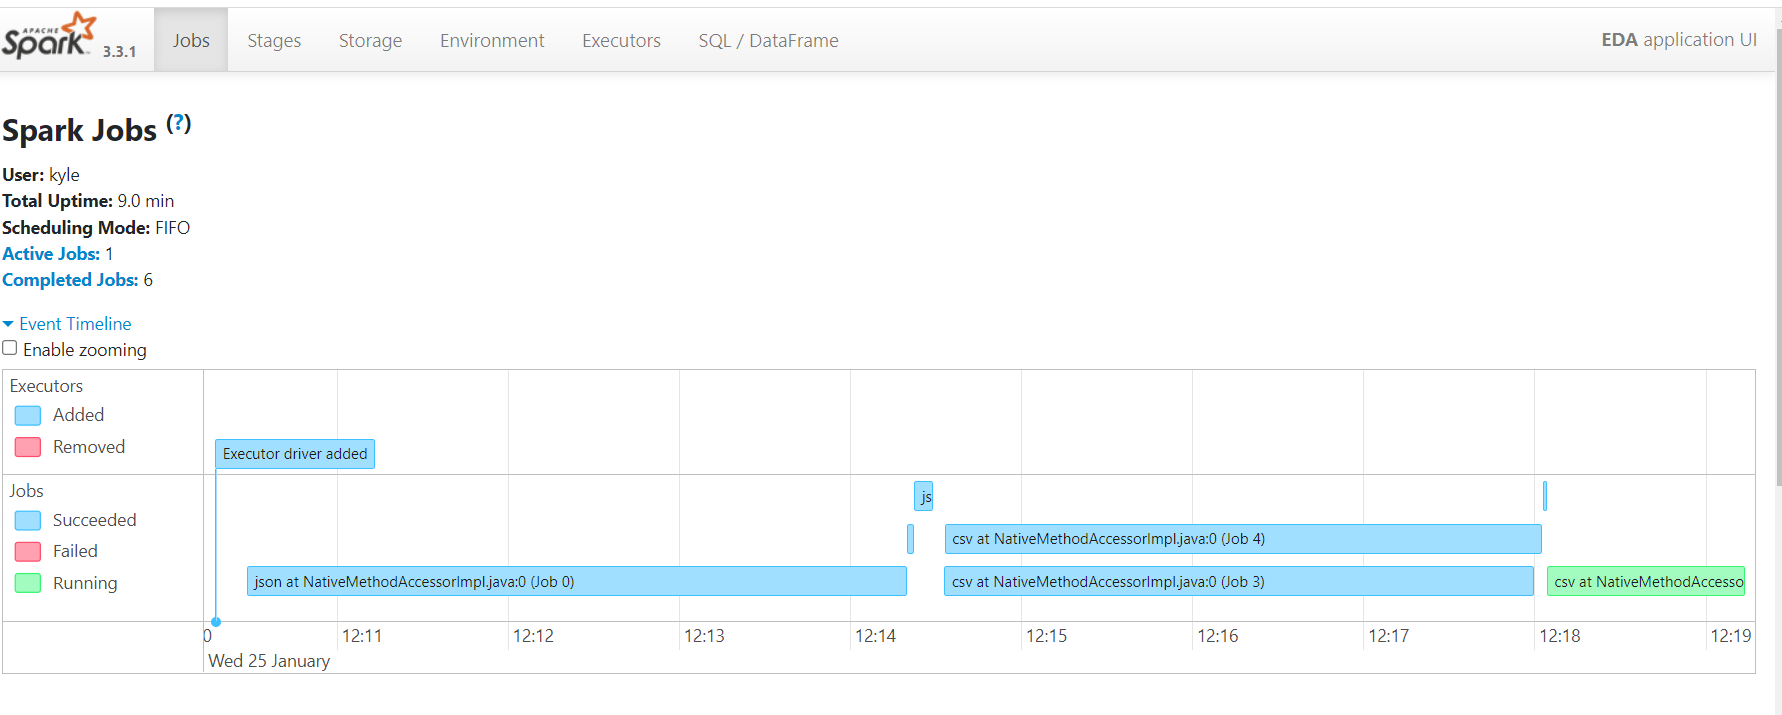 APACHE
Spark 3.3.1 Jobs Stages Storage Environment Executors SQL / DataFrame EDA application UI
Spark Jobs (?)
User: kyle
Total Uptime: 9.0 min
Scheduling Mode: FIFO
Active Jobs: 1
Completed Jobs: 6
Event Timeline
Enable zooming
Executors
Added
Removed
Executor driver added
Jobs
Succeeded
Failed
Running
js
csv at NativeMethodAccessorImpl.java:0 (Job 4)
json at NativeMethodAccessorImpl.java:0 (Job 0)
csv at NativeMethodAccessorImpl.java:0 (Job 3)
csv at NativeMethodAccesso
0 12:11 12:12 12:13 12:14 12:15 12:16 12:17 12:18 12:19
Wed 25 January